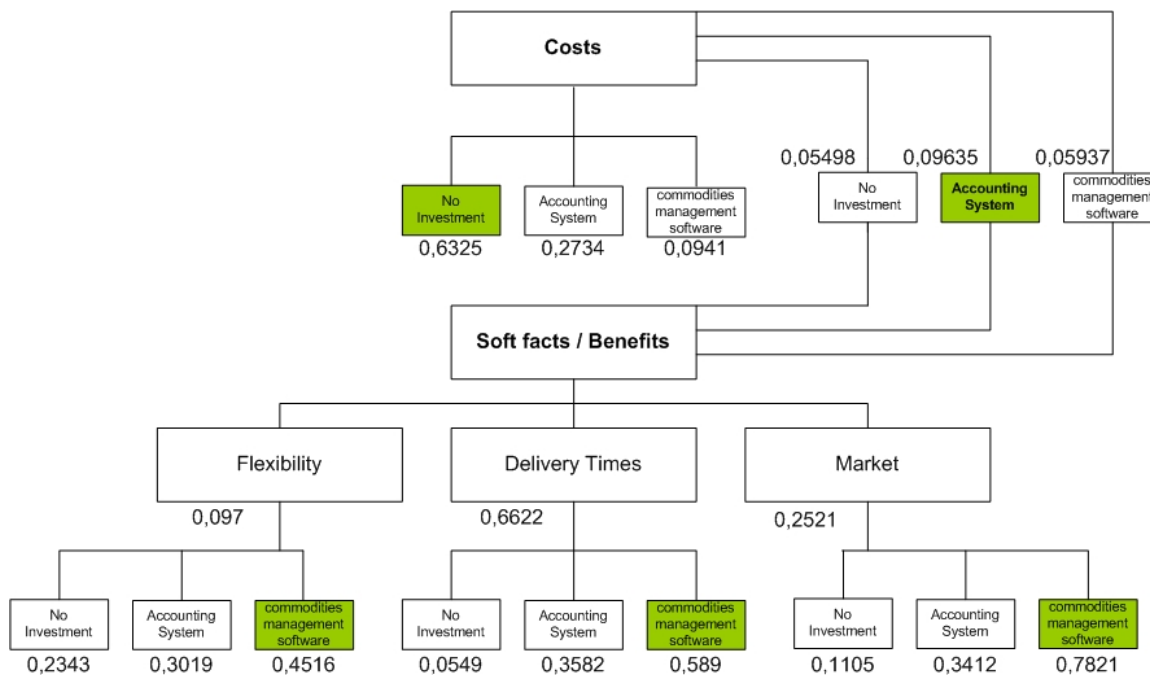 Costs
0,05498
0,09635
0,05937
No
Investment
Accounting
System
commodities
management
software
No
Investment
Accounting
System
commodities
management
software
0,6325
0,2734
0,0941
Soft facts / Benefits
Flexibility
Delivery Times
Market
0,097
0,6622
0,2521
No
Investment
Accounting
System
commodities
management
software
No
Investment
Accounting
System
commodities
management
software
No
Investment
Accounting
System
commodities
management
software
0,2343
0,3019
0,4516
0,0549
0,3582
0,589
0,1105
0,3412
0,7821